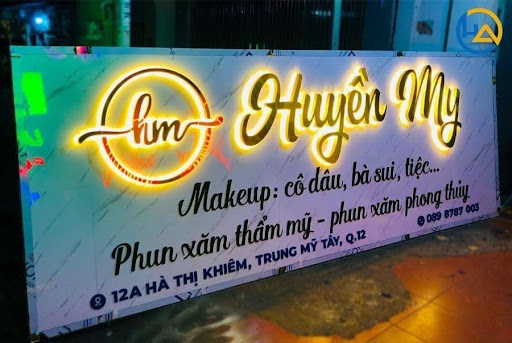 hm
Huyền My
Makeup: cô dâu, bà sui, tiệc...
Phun xăm thẩm mỹ - phun xăm phong thủy
12A HÀ THỊ KHIÊM, TRUNG MỸ TÂY, Q.12
089 8787 003